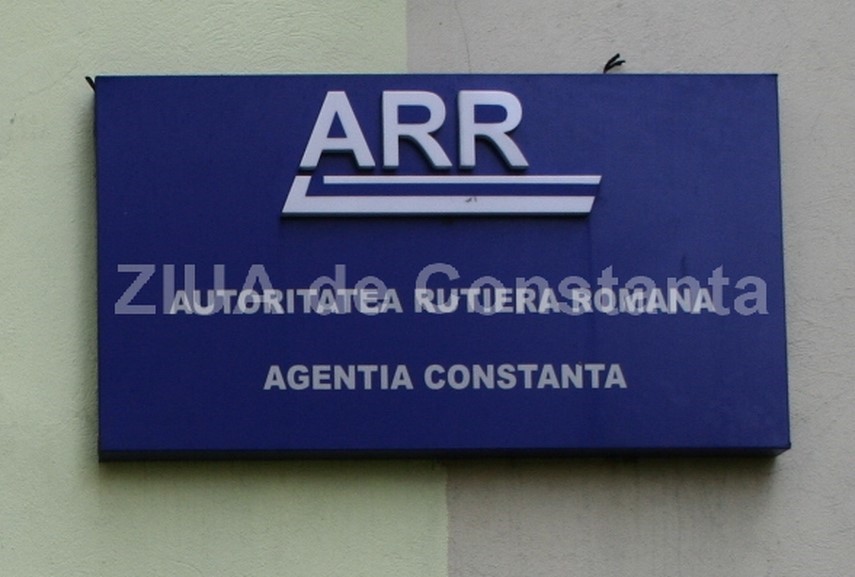 ARR
ZIUA de Constanta
AUTORITATEA RUTIERA ROMANA
AGENTIA CONSTANTA